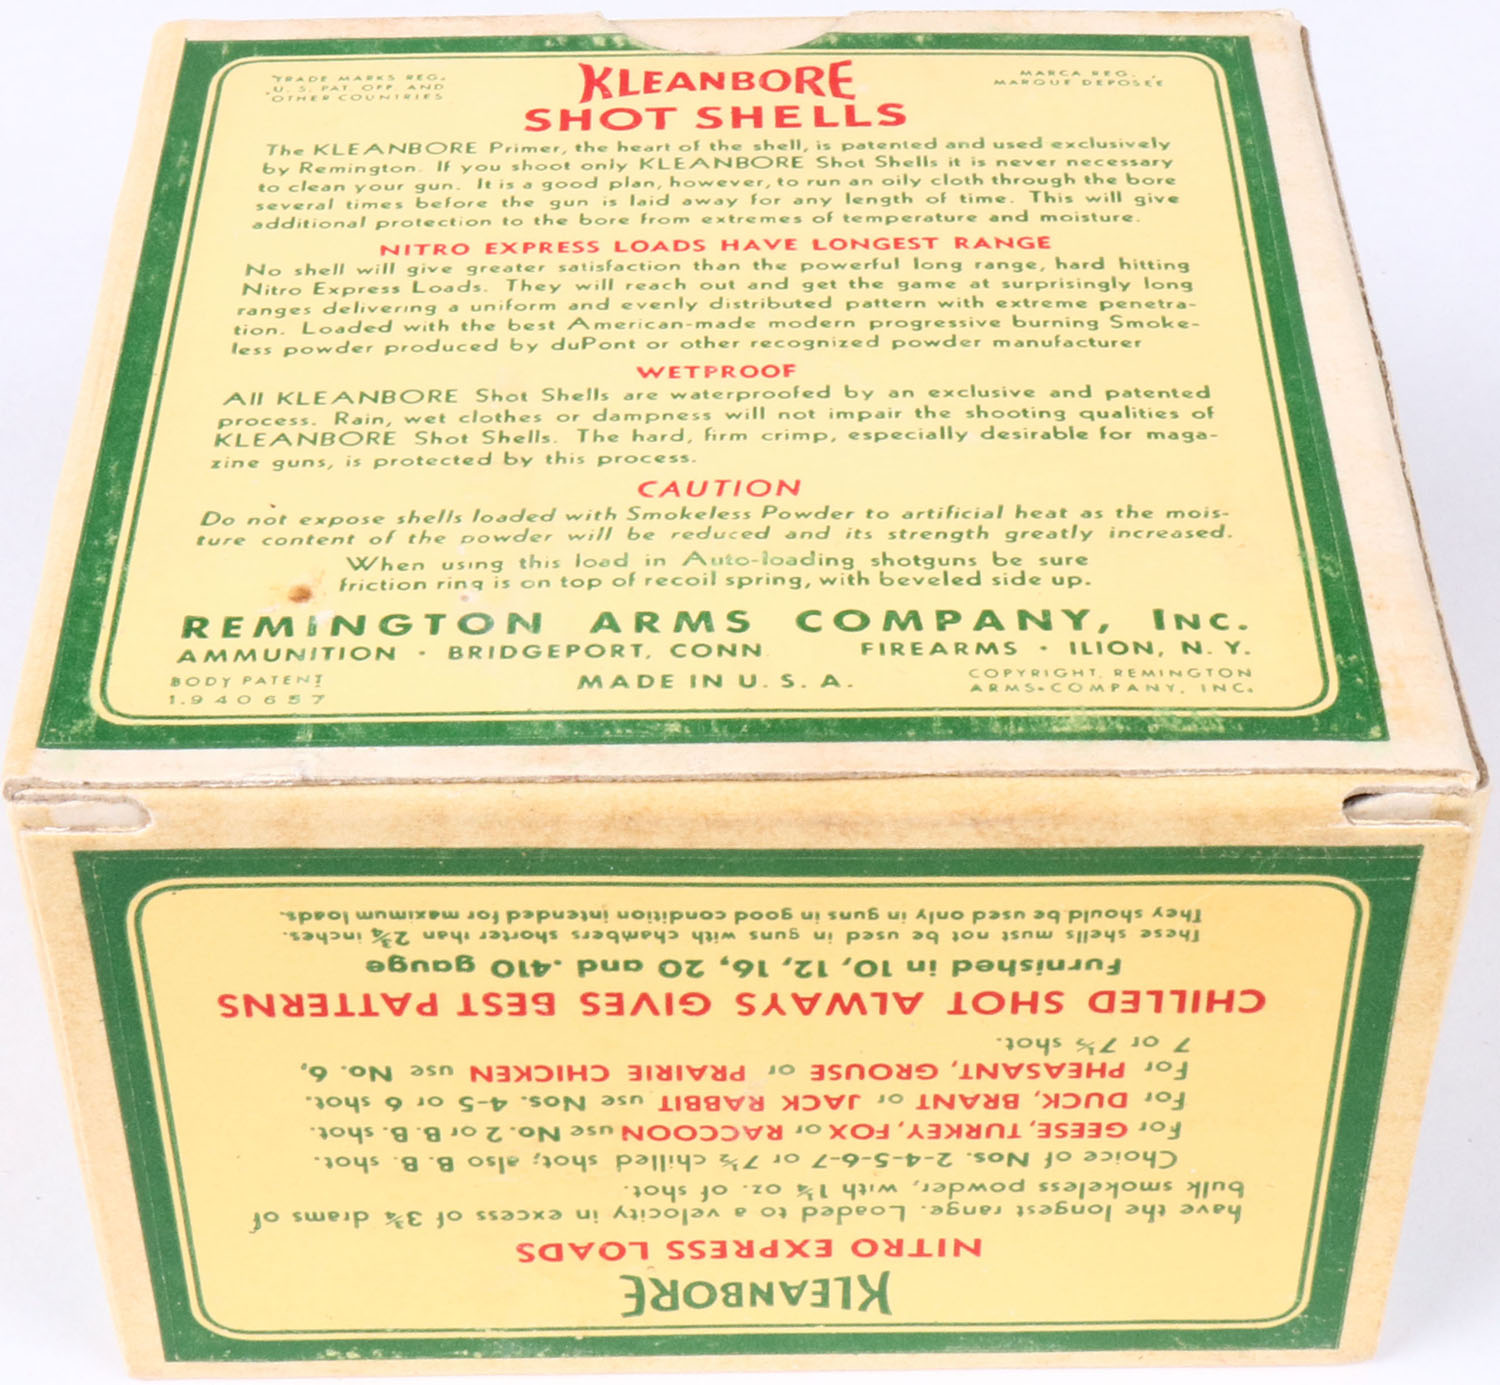 TRADE MARKS REG.
U. S. PAT. OFF. AND
OTHER COUNTRIES
MARCA REG.
MARQUE DEPOSÉE
KLEANBORE
SHOT SHELLS
The KLEANBORE Primer, the heart of the shell, is patented and used exclusively
by Remington. If you shoot only KLEANBORE Shot Shells it is never necessary
to clean your gun. It is a good plan, however, to run an oily cloth through the bore
several times before the gun is laid away for any length of time. This will give
additional protection to the bore from extremes of temperature and moisture.
NITRO EXPRESS LOADS HAVE LONGEST RANGE
No shell will give greater satisfaction than the powerful long range, hard hitting
Nitro Express Loads. They will reach out and get the game at surprisingly long
ranges delivering a uniform and evenly distributed pattern with extreme penetra-
tion. Loaded with the best American-made modern progressive burning Smoke-
less powder produced by duPont or other recognized powder manufacturer
WETPROOF
All KLEANBORE Shot Shells are waterproofed by an exclusive and patented
process. Rain, wet clothes or dampness will not impair the shooting qualities of
KLEANBORE Shot Shells. The hard, firm crimp, especially desirable for maga-
zine guns, is protected by this process.
CAUTION
Do not expose shells loaded with Smokeless Powder to artificial heat as the mois-
ture content of the powder will be reduced and its strength greatly increased.
When using this load in Auto-loading shotguns be sure
friction ring is on top of recoil spring, with beveled side up.
REMINGTON ARMS COMPANY, INC.
AMMUNITION · BRIDGEPORT, CONN.   FIREARMS · ILION, N. Y.
BODY PATENT
1.940657
MADE IN U. S. A.
COPYRIGHT, REMINGTON
ARMS COMPANY, INC.
KLEANBORE
NITRO EXPRESS LOADS
have the longest range. Loaded to a velocity in excess of 3¾ drams of
bulk smokeless powder, with 1¼ oz. of shot.
Choice of Nos. 2-4-5-6-7 or 7½ chilled shot; also B. B. shot.
For GEESE, TURKEY, FOX or RACCOON use No. 2 or B. B. shot.
For DUCK, BRANT or JACK RABBIT use Nos. 4-5 or 6 shot.
For PHEASANT, GROUSE or PRAIRIE CHICKEN use No. 6,
7 or 7½ shot.
CHILLED SHOT ALWAYS GIVES BEST PATTERNS
Furnished in 10, 12, 16, 20 and .410 gauge
These shells must not be used in guns with chambers shorter than 2¾ inches.
They should be used only in guns in good condition intended for maximum loads.